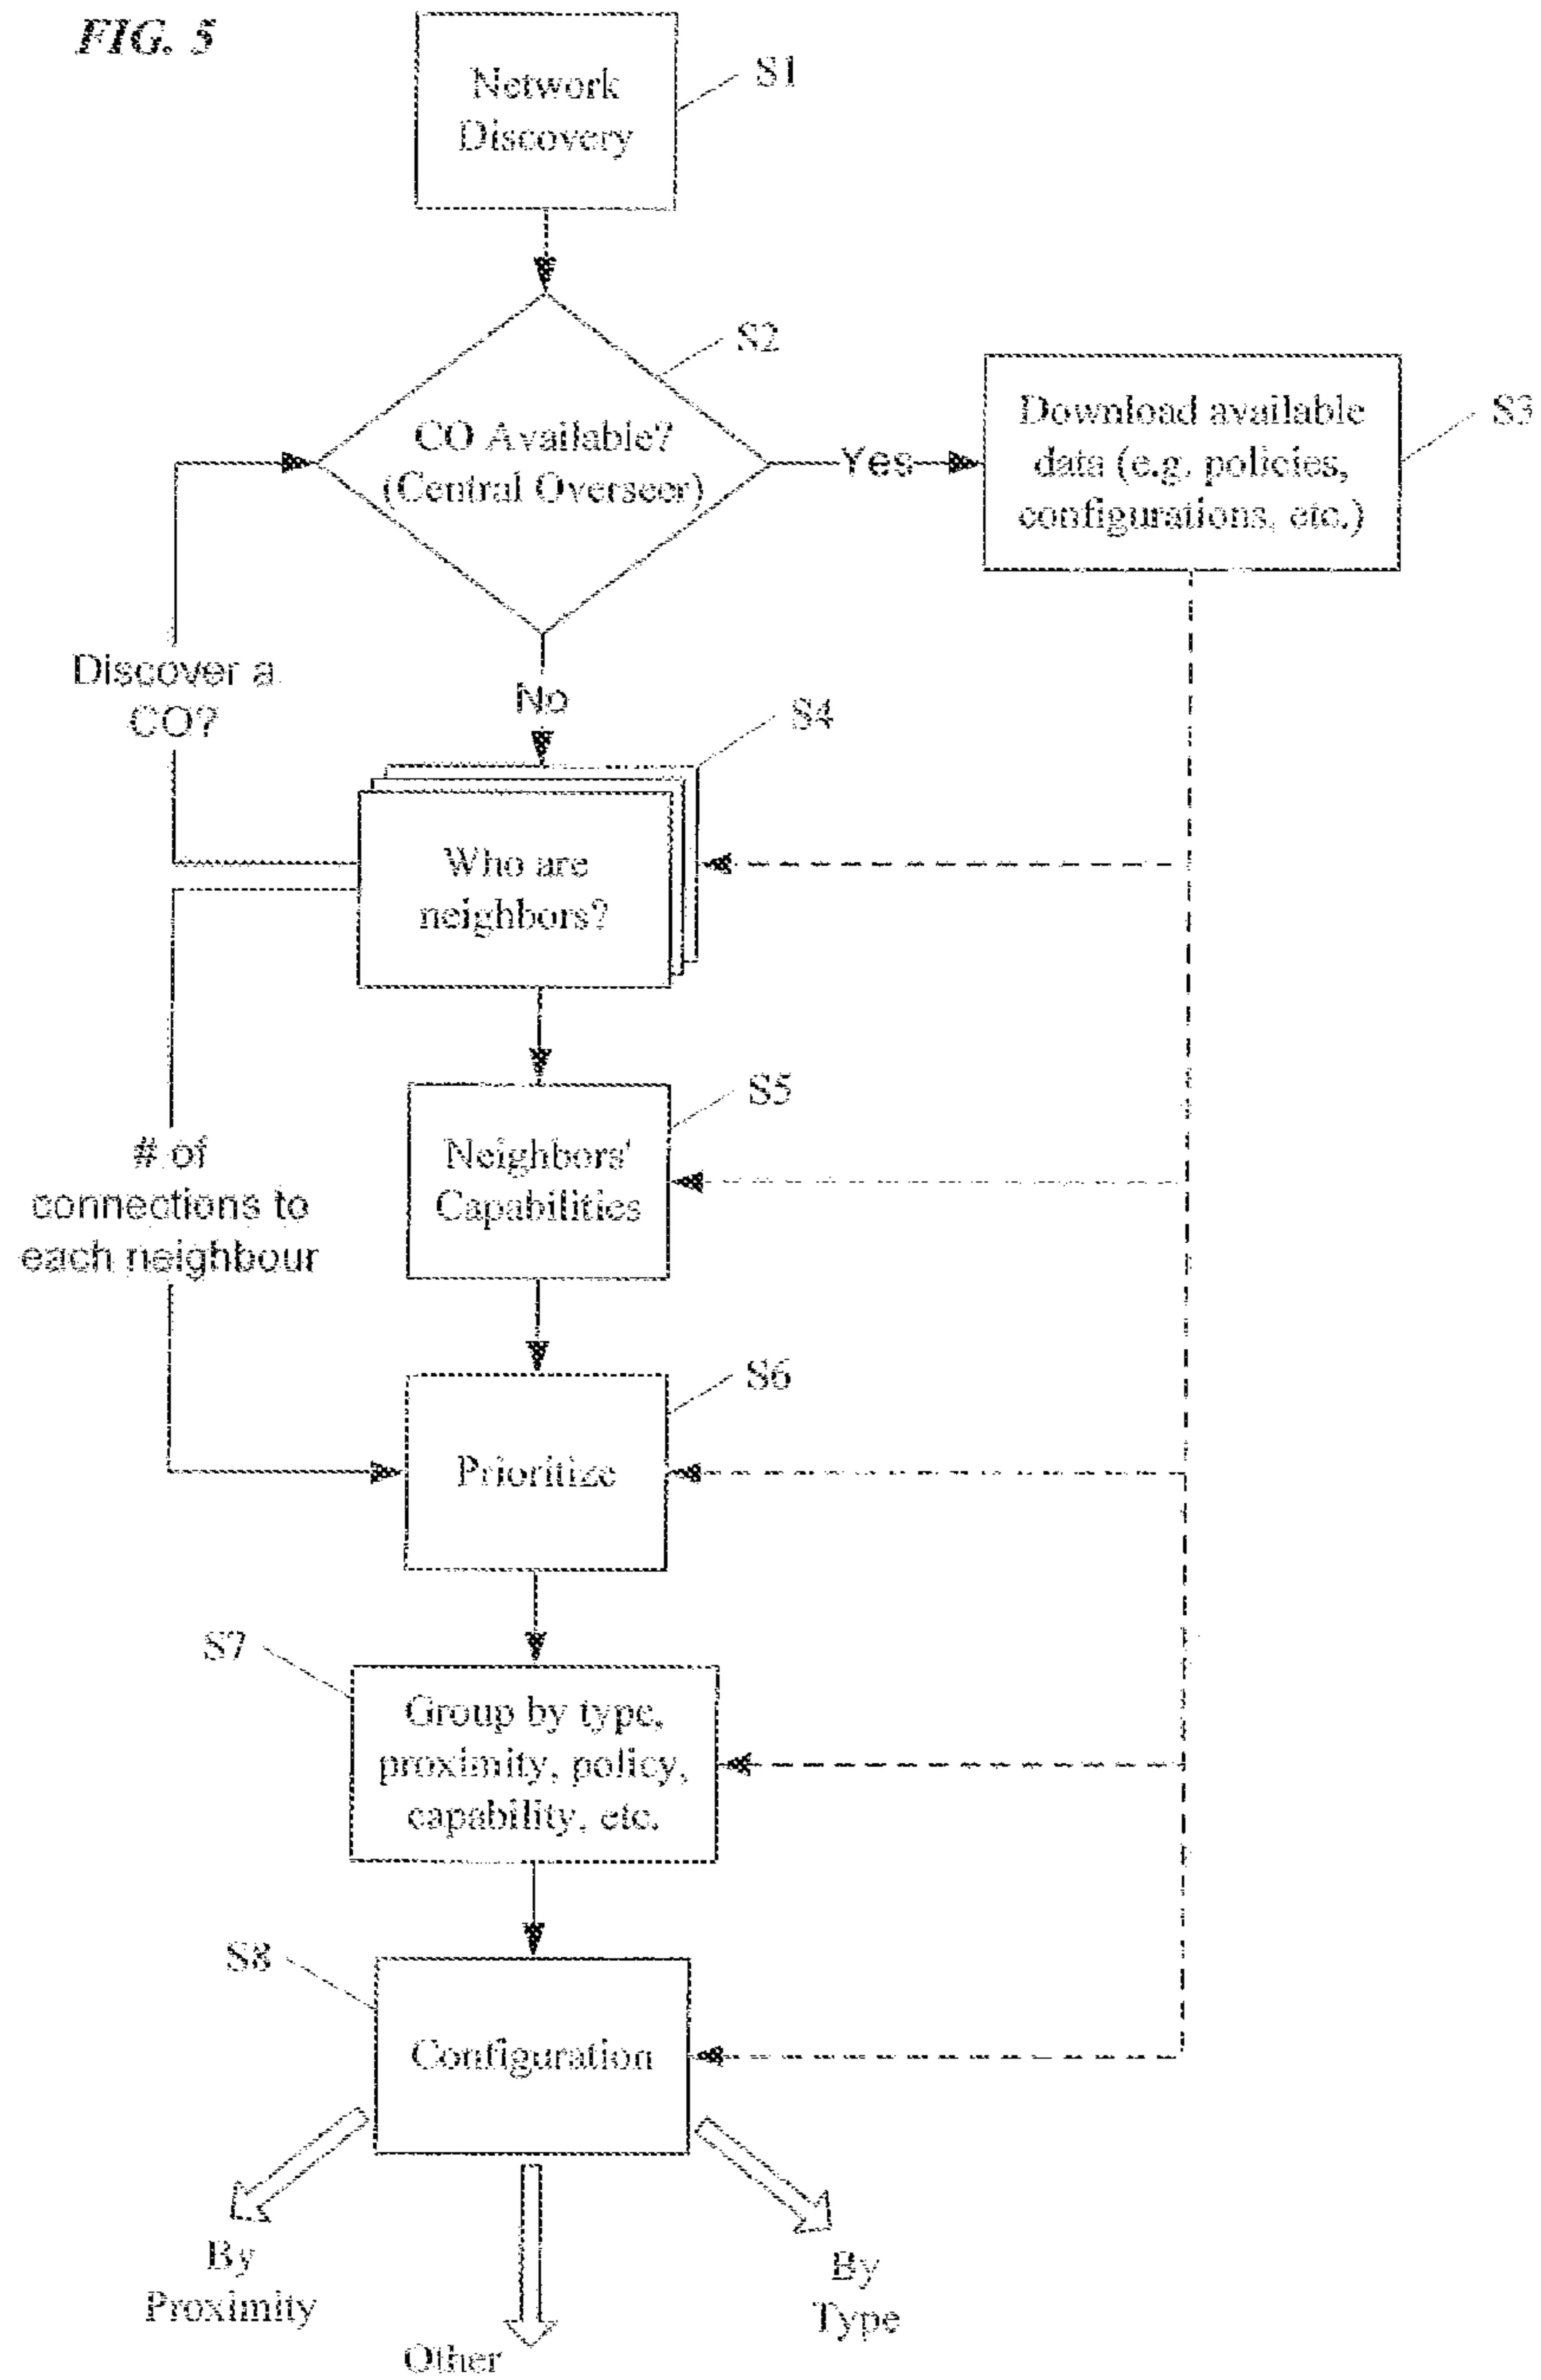 FIG. 5
Network
Discovery
S1
S2
CO Available?
(Central Overseer)
Yes
Download available
data (e.g. policies,
configurations, etc.)
S3
Discover a
CO?
No
S4
Who are
neighbors?
S5
Neighbors'
Capabilities
# of
connections to
each neighbour
S6
Prioritize
S7
Group by type,
proximity, policy,
capability, etc.
S8
Configuration
By
Proximity
Other
By
Type